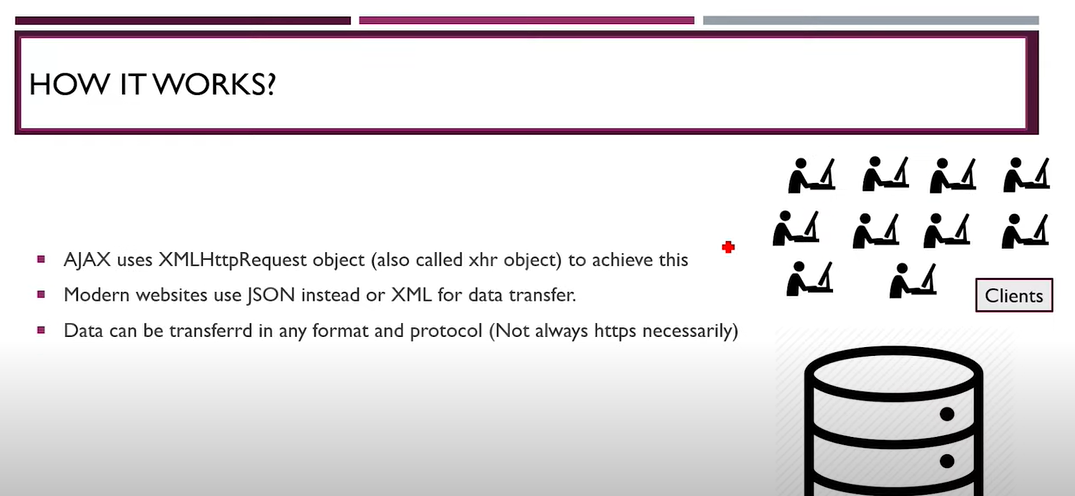 HOW IT WORKS?
AJAX uses XMLHttpRequest object (also called xhr object) to achieve this
Modern websites use JSON instead or XML for data transfer.
Data can be transferrd in any format and protocol (Not always https necessarily)
Clients